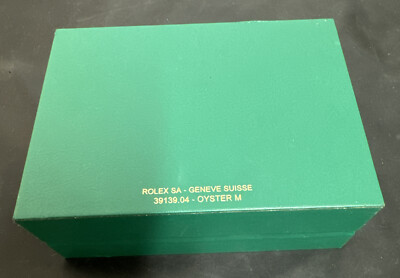 ROLEX SA - GENEVE SUISSE
39139.04 - OYSTER M